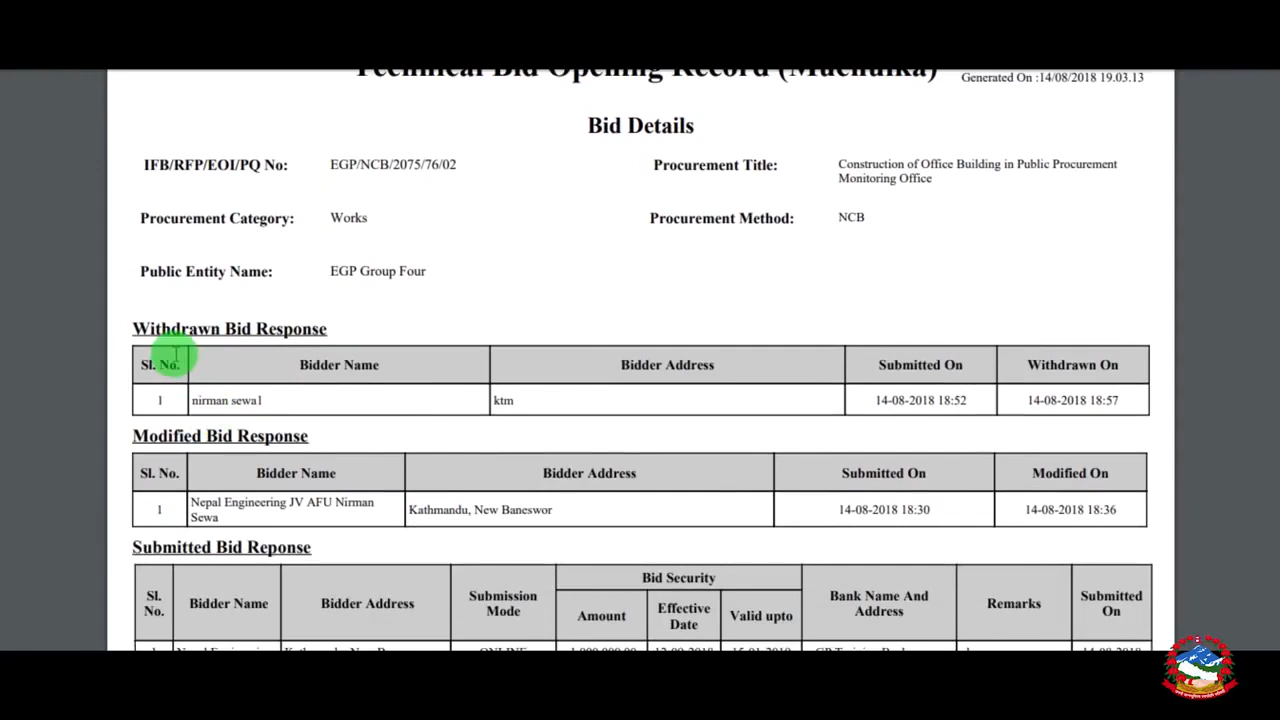 Technical Bid Opening Record (Muchulka)
Generated On :14/08/2018 19.03.13
Bid Details
IFB/RFP/EOI/PQ No: EGP/NCB/2075/76/02 Procurement Title: Construction of Office Building in Public Procurement
Monitoring Office
Procurement Category: Works Procurement Method: NCB
Public Entity Name: EGP Group Four
Withdrawn Bid Response
Sl. No. Bidder Name Bidder Address Submitted On Withdrawn On
1 nirman sewa1 ktm 14-08-2018 18:52 14-08-2018 18:57
Modified Bid Response
Sl. No. Bidder Name Bidder Address Submitted On Modified On
1 Nepal Engineering JV AFU Nirman
Sewa Kathmandu, New Baneswor 14-08-2018 18:30 14-08-2018 18:36
Submitted Bid Reponse
Bid Security
Sl.
No. Bidder Name Bidder Address Submission
Mode Amount Effective
Date Valid upto Bank Name And
Address Remarks Submitted
On